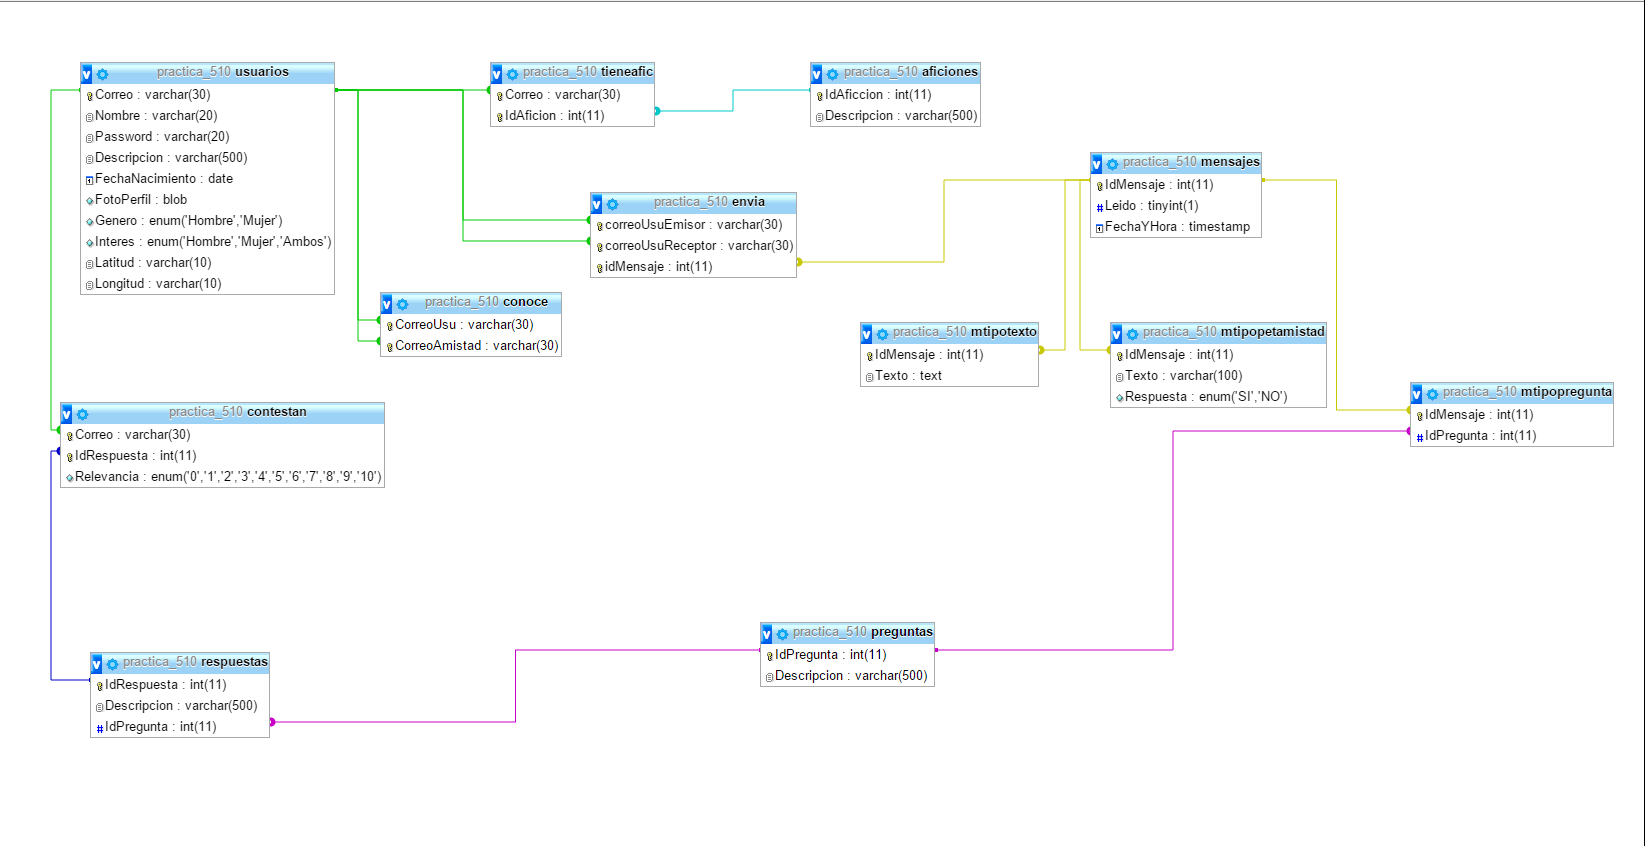 practica_510 usuarios
Correo : varchar(30)
Nombre : varchar(20)
Password : varchar(20)
Descripcion : varchar(500)
FechaNacimiento : date
FotoPerfil : blob
Genero : enum('Hombre','Mujer')
Interes : enum('Hombre','Mujer','Ambos')
Latitud : varchar(10)
Longitud : varchar(10)
practica_510 tieneafic
Correo : varchar(30)
IdAficion : int(11)
practica_510 aficiones
IdAficcion : int(11)
Descripcion : varchar(500)
practica_510 mensajes
IdMensaje : int(11)
Leido : tinyint(1)
FechaYHora : timestamp
practica_510 envia
correoUsuEmisor : varchar(30)
correoUsuReceptor : varchar(30)
idMensaje : int(11)
practica_510 conoce
CorreoUsu : varchar(30)
CorreoAmistad : varchar(30)
practica_510 mtipotexto
IdMensaje : int(11)
Texto : text
practica_510 mtipopetamistad
IdMensaje : int(11)
Texto : varchar(100)
Respuesta : enum('SI','NO')
practica_510 mtipopregunta
IdMensaje : int(11)
IdPregunta : int(11)
practica_510 contestan
Correo : varchar(30)
IdRespuesta : int(11)
Relevancia : enum('0','1','2','3','4','5','6','7','8','9','10')
practica_510 preguntas
IdPregunta : int(11)
Descripcion : varchar(500)
practica_510 respuestas
IdRespuesta : int(11)
Descripcion : varchar(500)
IdPregunta : int(11)